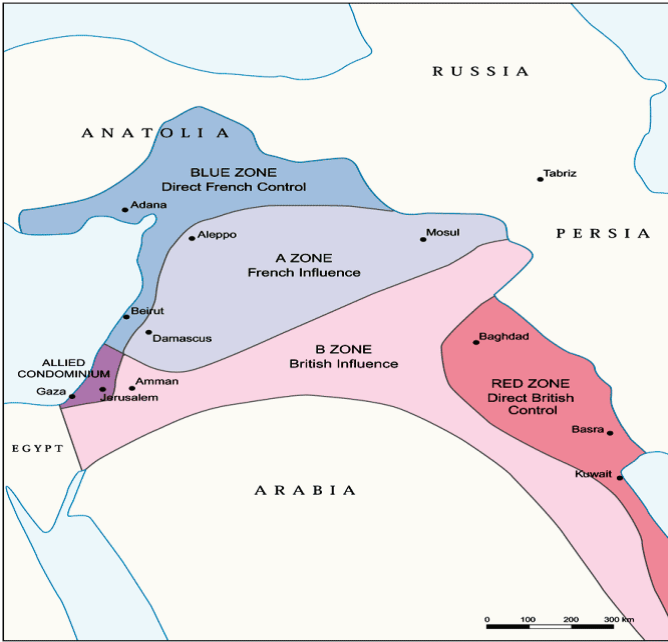 RUSSIA
ANATOLIA
BLUE ZONE
Direct French Control
Tabriz
Adana
Aleppo
Mosul
PERSIA
A ZONE
French Influence
Beirut
Damascus
Baghdad
B ZONE
British Influence
ALLIED
CONDOMINIUM
Gaza
Amman
Jerusalem
RED ZONE
Direct British
Control
Basra
EGYPT
Kuwait
ARABIA
0 100 200 300 km